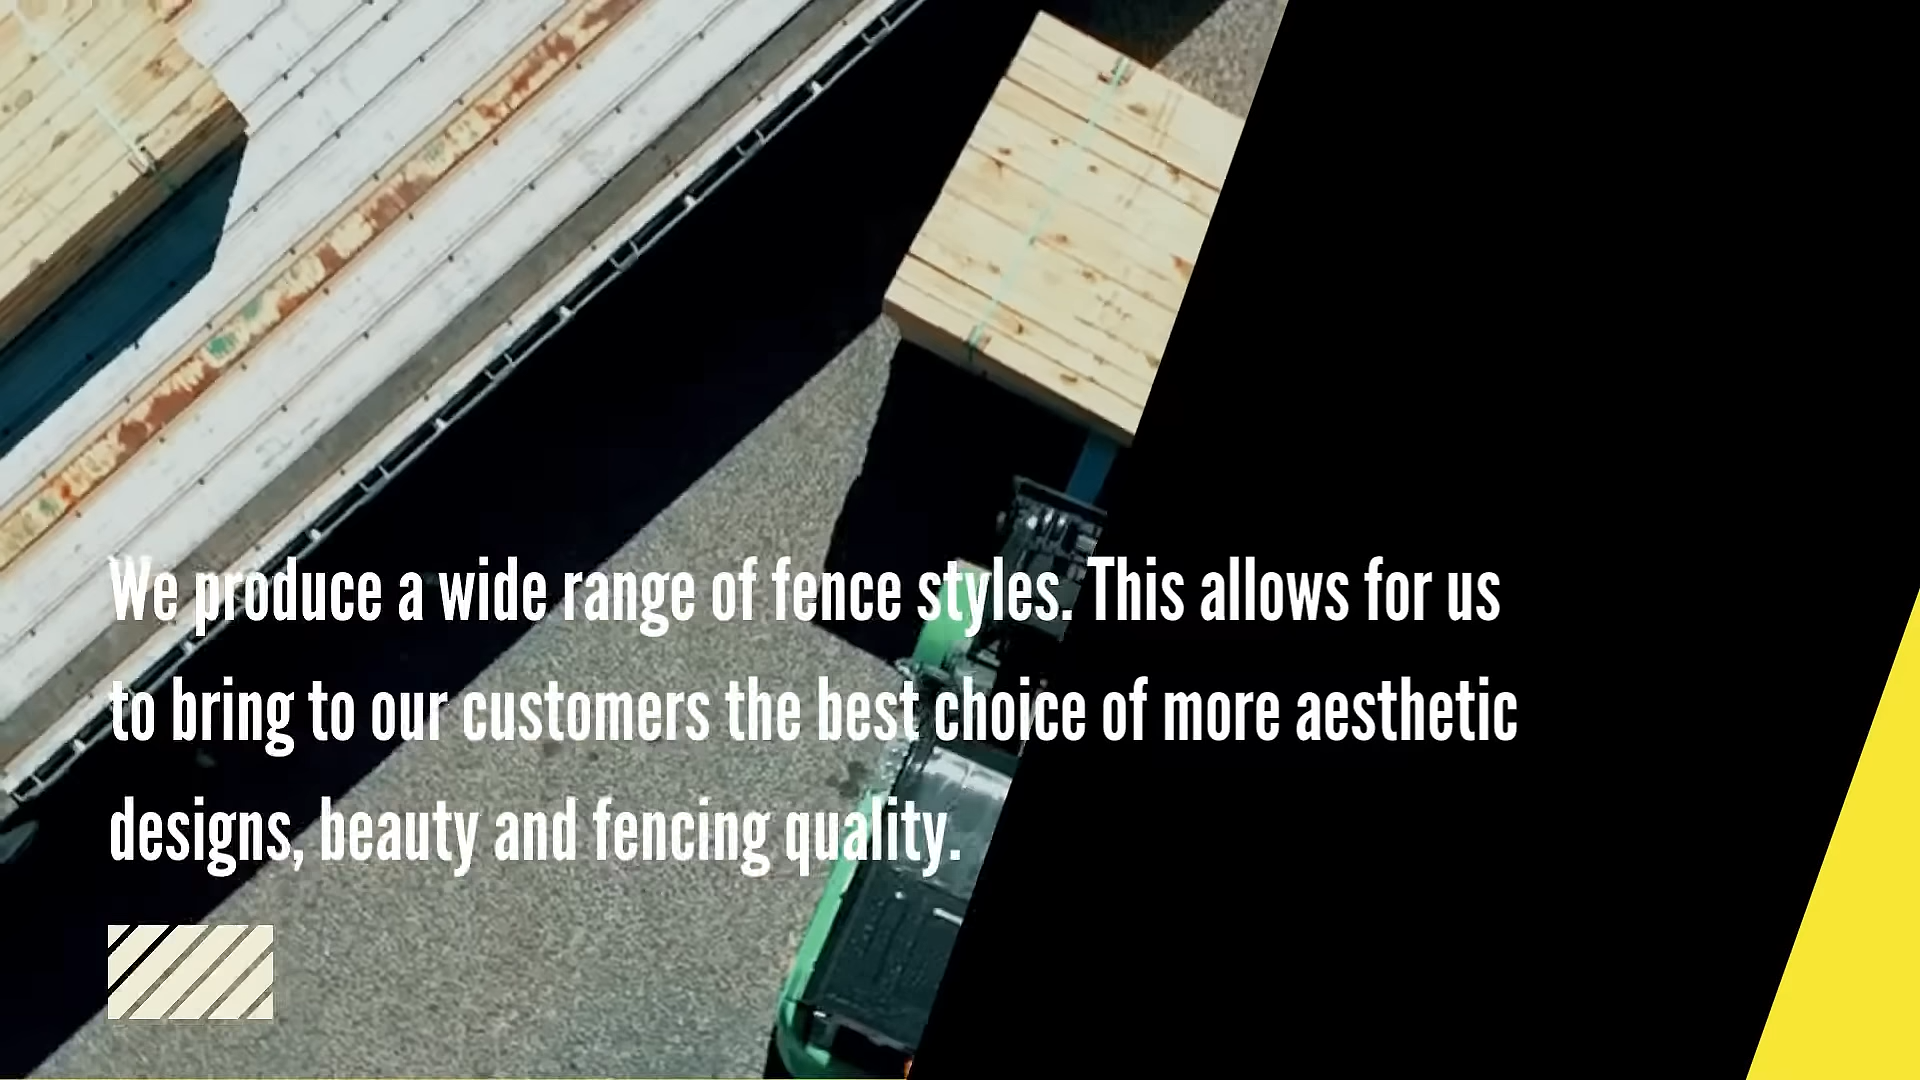 We produce a wide range of fence styles. This allows for us
to bring to our customers the best choice of more aesthetic
designs, beauty and fencing quality.